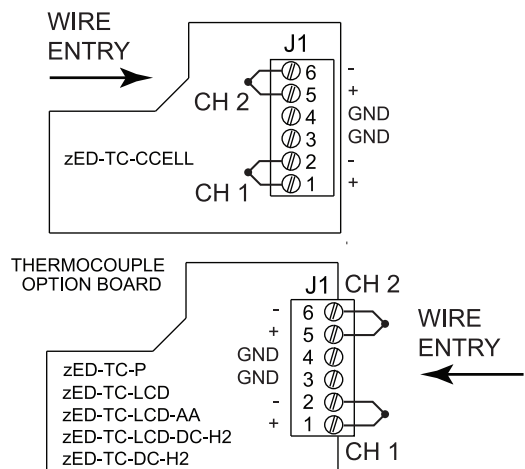 WIRE
ENTRY
J1
6 -
CH 2 5 +
4 GND
3 GND
zED-TC-CCELL 2 -
CH 1 1 +
THERMOCOUPLE
OPTION BOARD
J1 CH 2
- 6
+ 5
GND 4
GND 3
- 2
+ 1
WIRE
ENTRY
zED-TC-P
zED-TC-LCD
zED-TC-LCD-AA
zED-TC-LCD-DC-H2
zED-TC-DC-H2
CH 1